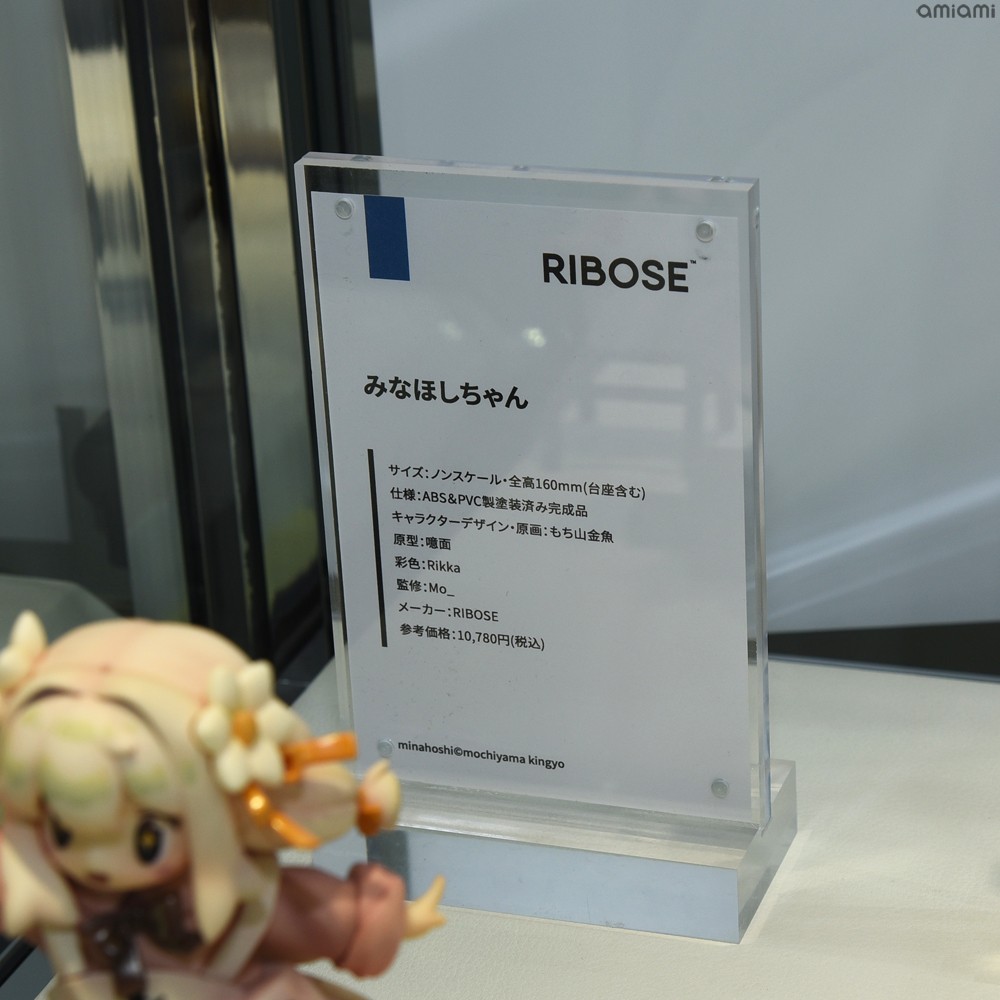 amiami
RIBOSE™
みなほしちゃん
サイズ:ノンスケール・全高160mm(台座含む)
仕様:ABS&PVC製塗装済み完成品
キャラクターデザイン・原画:もち山金魚
原型:噫面
彩色:Rikka
監修:Mo_
メーカー:RIBOSE
参考価格:10,780円(税込)
minahoshi©mochiyama kingyo